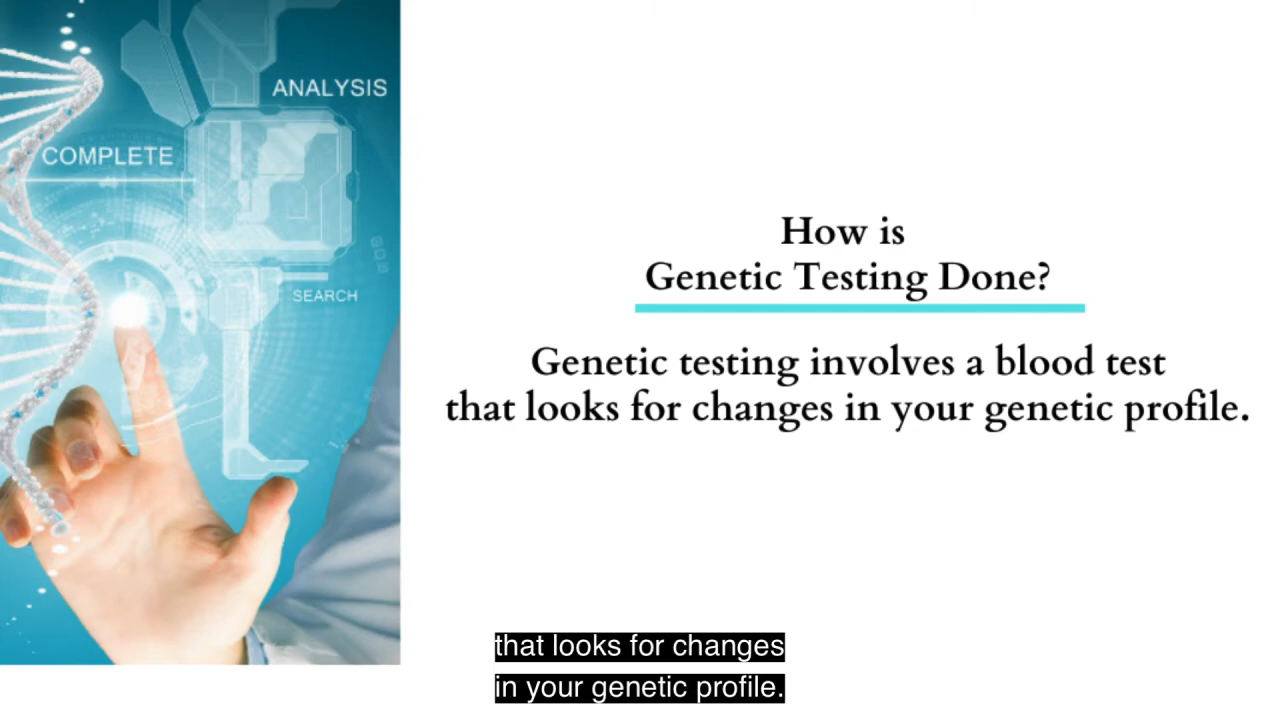 ANALYSIS
COMPLETE
SEARCH
How is
Genetic Testing Done?
Genetic testing involves a blood test
that looks for changes in your genetic profile.
that looks for changes
in your genetic profile.